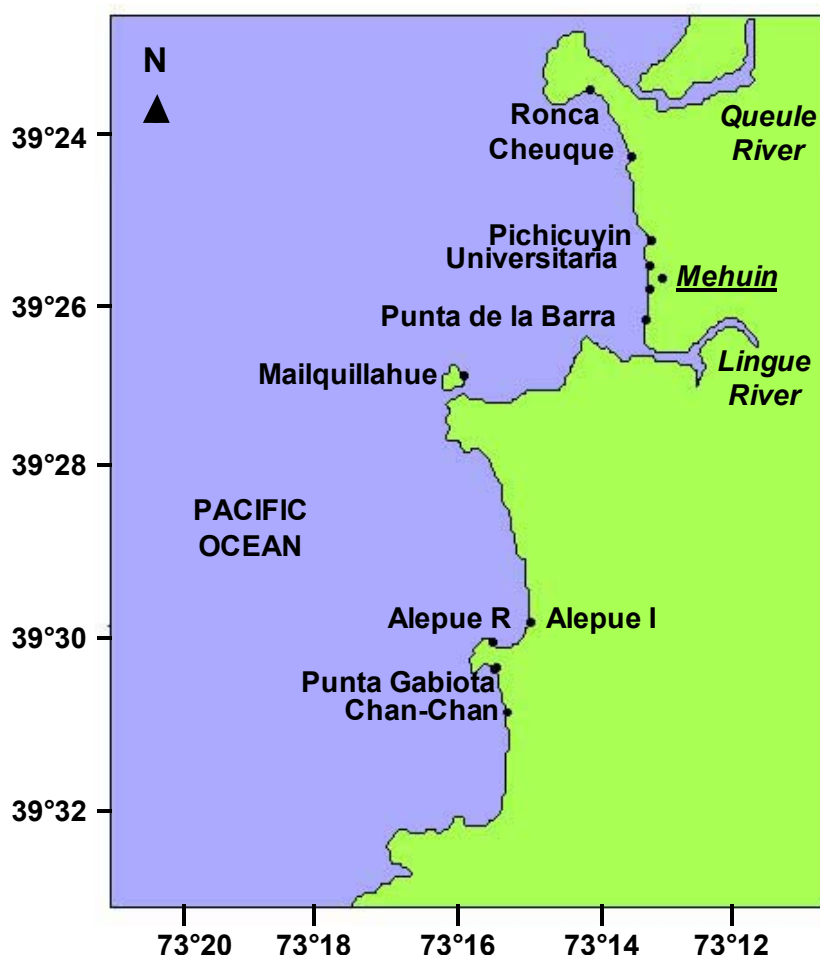 N
Ronca
Cheuque
Queule
River
39°24
Pichicuyin
Universitaria
Mehuin
39°26
Punta de la Barra
Lingue
River
Mailquillahue
39°28
PACIFIC
OCEAN
Alepue R
Alepue I
39°30
Punta Gabiota
Chan-Chan
39°32
73°20
73°18
73°16
73°14
73°12